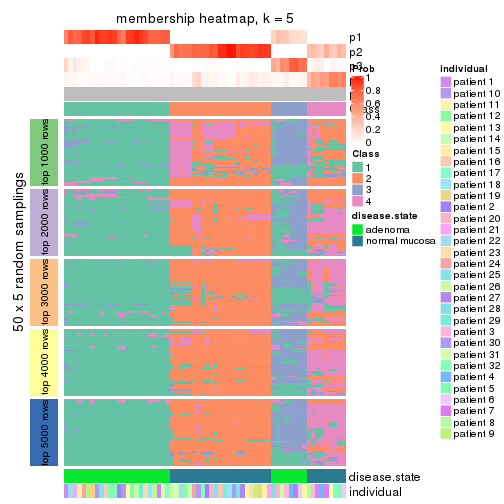 membership heatmap, k = 5
50 x 5 random samplings
top 1000 rows
top 2000 rows
top 3000 rows
top 4000 rows
top 5000 rows
p1
p2
p3
disease.state
individual
Prob
1
0.8
0.6
0.4
0.2
0
Class
1
2
3
4
disease.state
adenoma
normal mucosa
individual
patient 1
patient 10
patient 11
patient 12
patient 13
patient 14
patient 15
patient 16
patient 17
patient 18
patient 19
patient 2
patient 20
patient 21
patient 22
patient 23
patient 24
patient 25
patient 26
patient 27
patient 28
patient 29
patient 3
patient 30
patient 31
patient 32
patient 4
patient 5
patient 6
patient 7
patient 8
patient 9